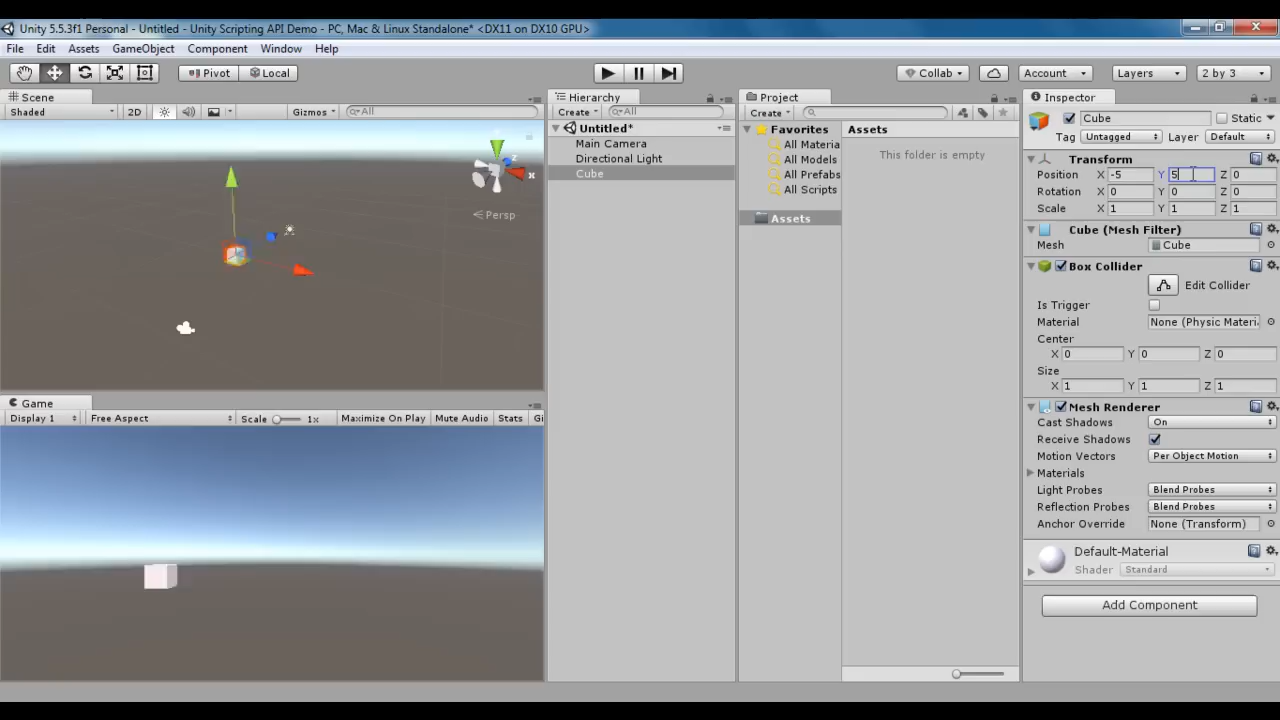 Unity 5.5.3f1 Personal - Untitled - Unity Scripting API Demo - PC, Mac & Linux Standalone* <DX11 on DX10 GPU>
File Edit Assets GameObject Component Window Help
Pivot Local Collab Account Layers 2 by 3
Scene
Shaded 2D Gizmos All
z
x
Persp
Game
Display 1 Free Aspect Scale 1x Maximize On Play Mute Audio Stats Gi
Hierarchy
Create All
Untitled*
Main Camera
Directional Light
Cube
Project
Create
Favorites
All Materia
All Models
All Prefabs
All Scripts
Assets
Assets
This folder is empty
Inspector
Cube Static
Tag Untagged Layer Default
Transform
Position X -5 Y 5 Z 0
Rotation X 0 Y 0 Z 0
Scale X 1 Y 1 Z 1
Cube (Mesh Filter)
Mesh Cube
Box Collider
Edit Collider
Is Trigger
Material None (Physic Materi
Center
X 0 Y 0 Z 0
Size
X 1 Y 1 Z 1
Mesh Renderer
Cast Shadows On
Receive Shadows
Motion Vectors Per Object Motion
Materials
Light Probes Blend Probes
Reflection Probes Blend Probes
Anchor Override None (Transform)
Default-Material
Shader Standard
Add Component